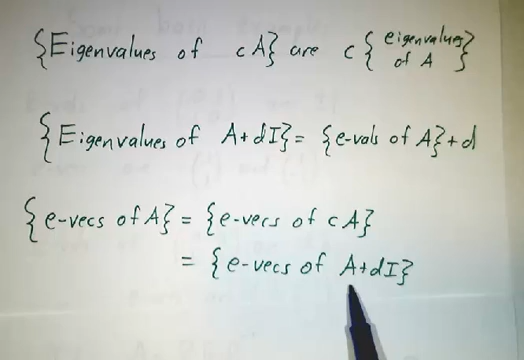 {Eigenvalues of cA} are c{eigenvalues of A}
{Eigenvalues of A+dI} = {e-vals of A}+d
{e-vecs of A} = {e-vecs of cA}
= {e-vecs of A+dI}